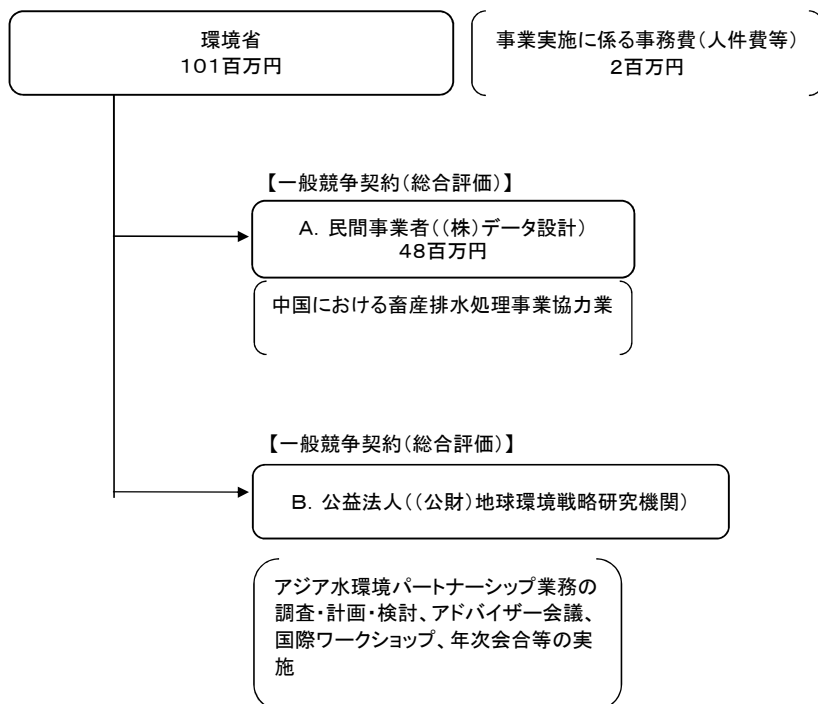 環境省
101百万円
事業実施に係る事務費(人件費等)
2百万円
【一般競争契約(総合評価)】
A．民間事業者((株)データ設計)
48百万円
中国における畜産排水処理事業協力業
【一般競争契約(総合評価)】
B．公益法人((公財)地球環境戦略研究機関)
アジア水環境パートナーシップ業務の
調査・計画・検討、アドバイザー会議、
国際ワークショップ、年次会合等の実
施